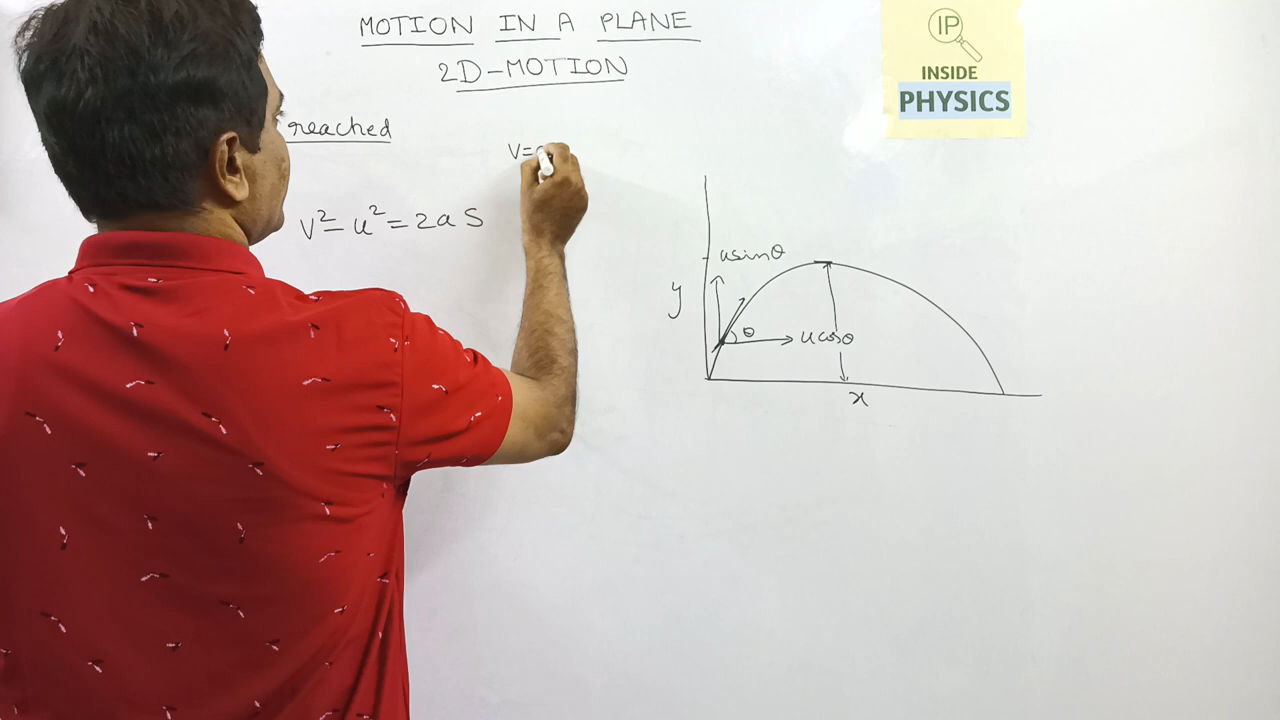 MOTION IN A PLANE
2D-MOTION
IP
INSIDE
PHYSICS
reached
V=
V²-u²=2aS
usinθ
y
θ
ucosθ
x